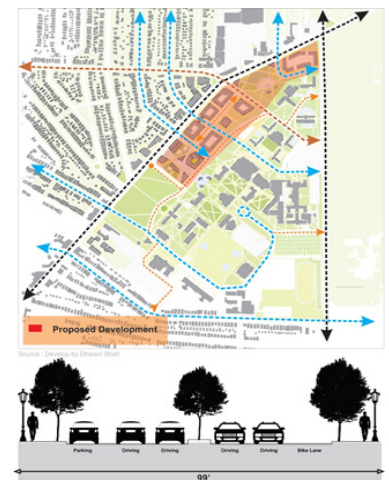 Proposed Development
Source : Develop by Dhwani Shah
Parking
Driving
Driving
Driving
Driving
Bike Lane
99'